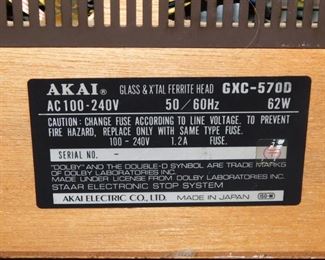 AKAI® GLASS & X'TAL FERRITE HEAD GXC-570D
AC 100-240V 50/60Hz 62W
CAUTION: CHANGE FUSE ACCORDING TO LINE VOLTAGE. TO PREVENT
FIRE HAZARD, REPLACE ONLY WITH SAME TYPE FUSE.
100-240V 1.2A FUSE.
SERIAL NO. -
"DOLBY" AND THE DOUBLE-D SYMBOL ARE TRADE MARKS
OF DOLBY LABORATORIES INC.
MADE UNDER LICENSE FROM DOLBY LABORATORIES INC.
STAAR ELECTRONIC STOP SYSTEM
AKAI ELECTRIC CO., LTD. MADE IN JAPAN